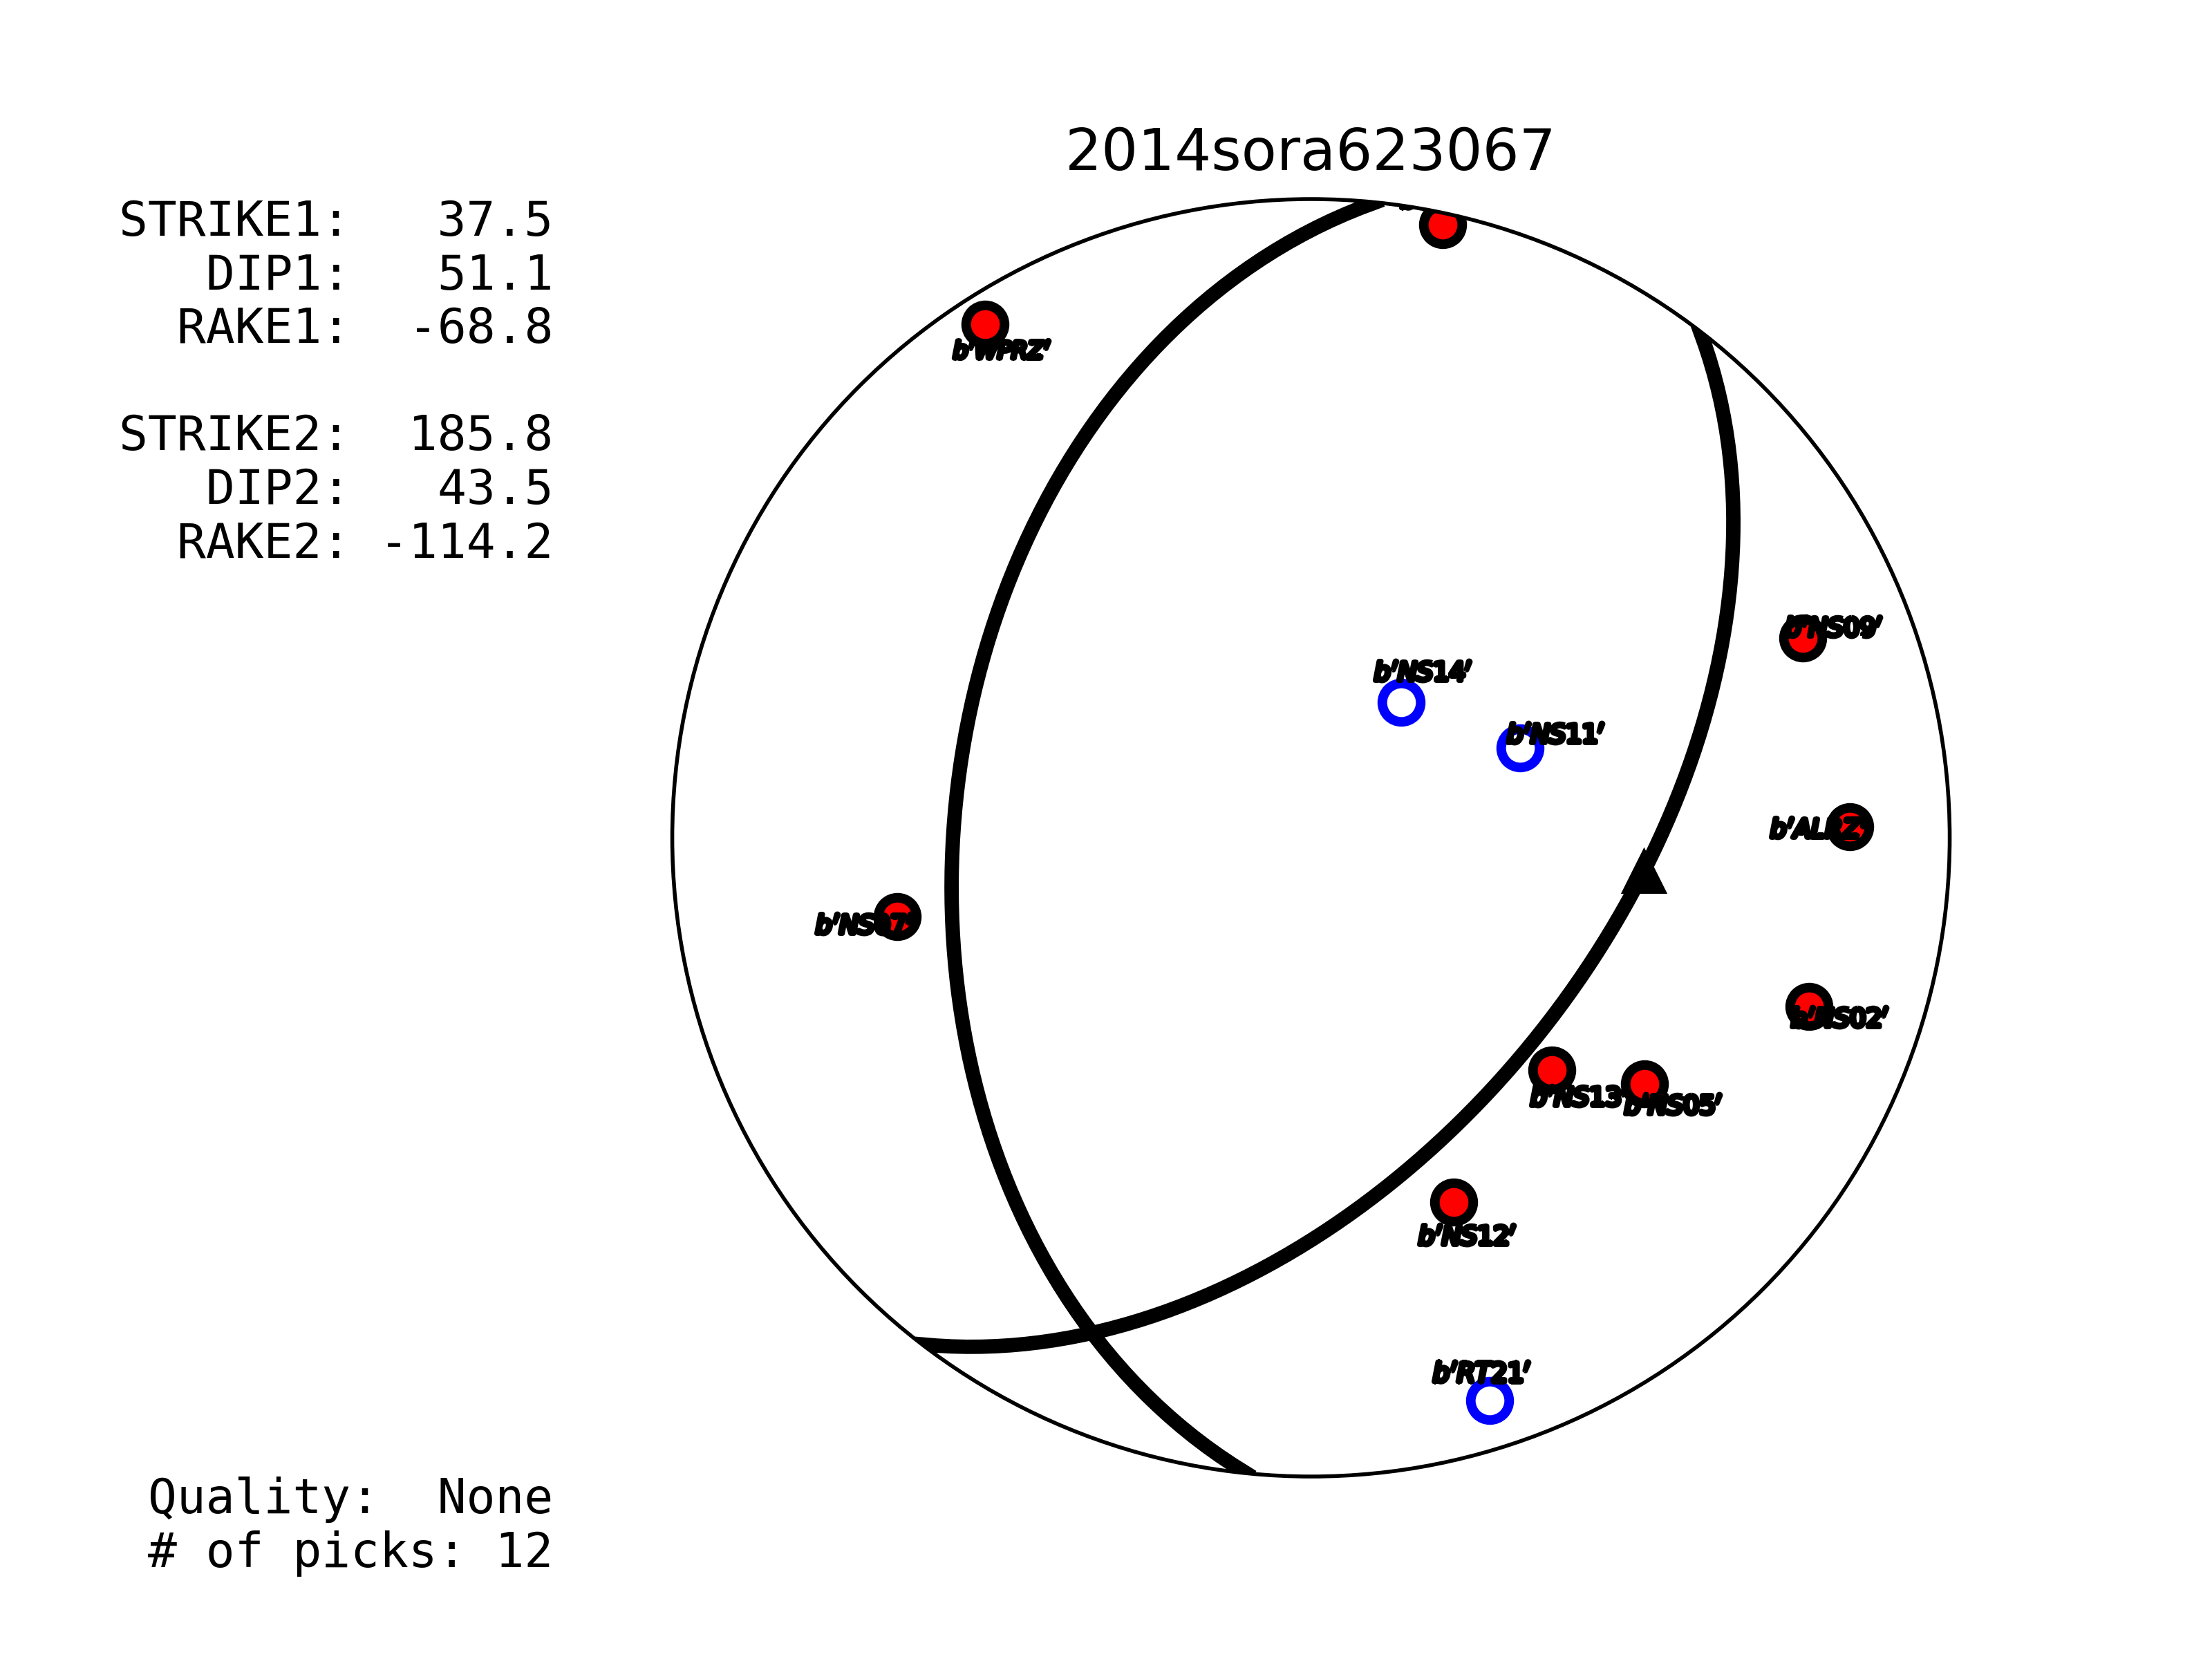 2014sora623067
STRIKE1: 37.5
DIP1: 51.1
RAKE1: -68.8
STRIKE2: 185.8
DIP2: 43.5
RAKE2: -114.2
b'WPRZ'
b'NS09'
b'NS14'
b'NS11'
b'NS02'
b'NS13
b'NS05'
b'NS12'
b'RT21'
Quality: None
# of picks: 12